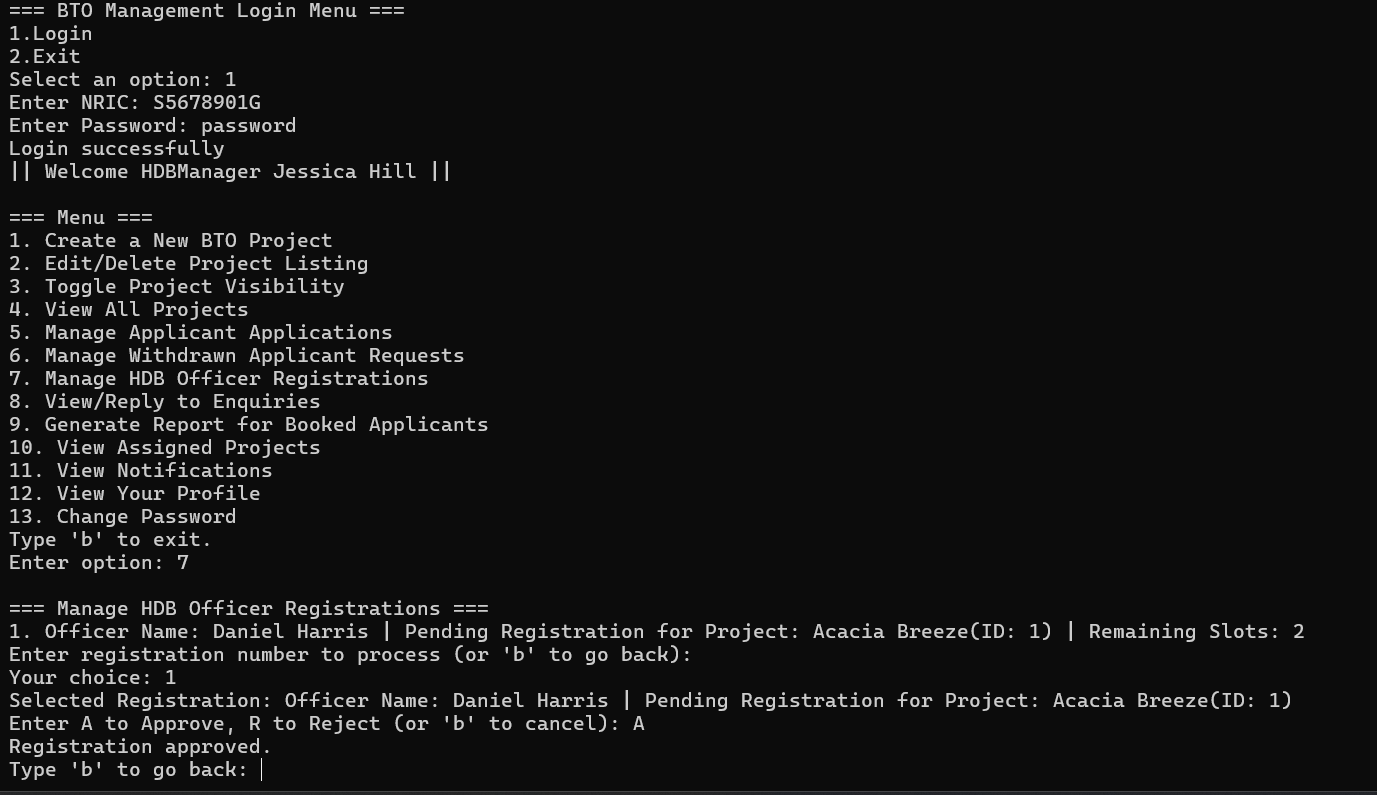 === BTO Management Login Menu ===
1.Login
2.Exit
Select an option: 1
Enter NRIC: S5678901G
Enter Password: password
Login successfully
|| Welcome HDBManager Jessica Hill ||
=== Menu ===
1. Create a New BTO Project
2. Edit/Delete Project Listing
3. Toggle Project Visibility
4. View All Projects
5. Manage Applicant Applications
6. Manage Withdrawn Applicant Requests
7. Manage HDB Officer Registrations
8. View/Reply to Enquiries
9. Generate Report for Booked Applicants
10. View Assigned Projects
11. View Notifications
12. View Your Profile
13. Change Password
Type 'b' to exit.
Enter option: 7
=== Manage HDB Officer Registrations ===
1. Officer Name: Daniel Harris | Pending Registration for Project: Acacia Breeze(ID: 1) | Remaining Slots: 2
Enter registration number to process (or 'b' to go back):
Your choice: 1
Selected Registration: Officer Name: Daniel Harris | Pending Registration for Project: Acacia Breeze(ID: 1)
Enter A to Approve, R to Reject (or 'b' to cancel): A
Registration approved.
Type 'b' to go back: